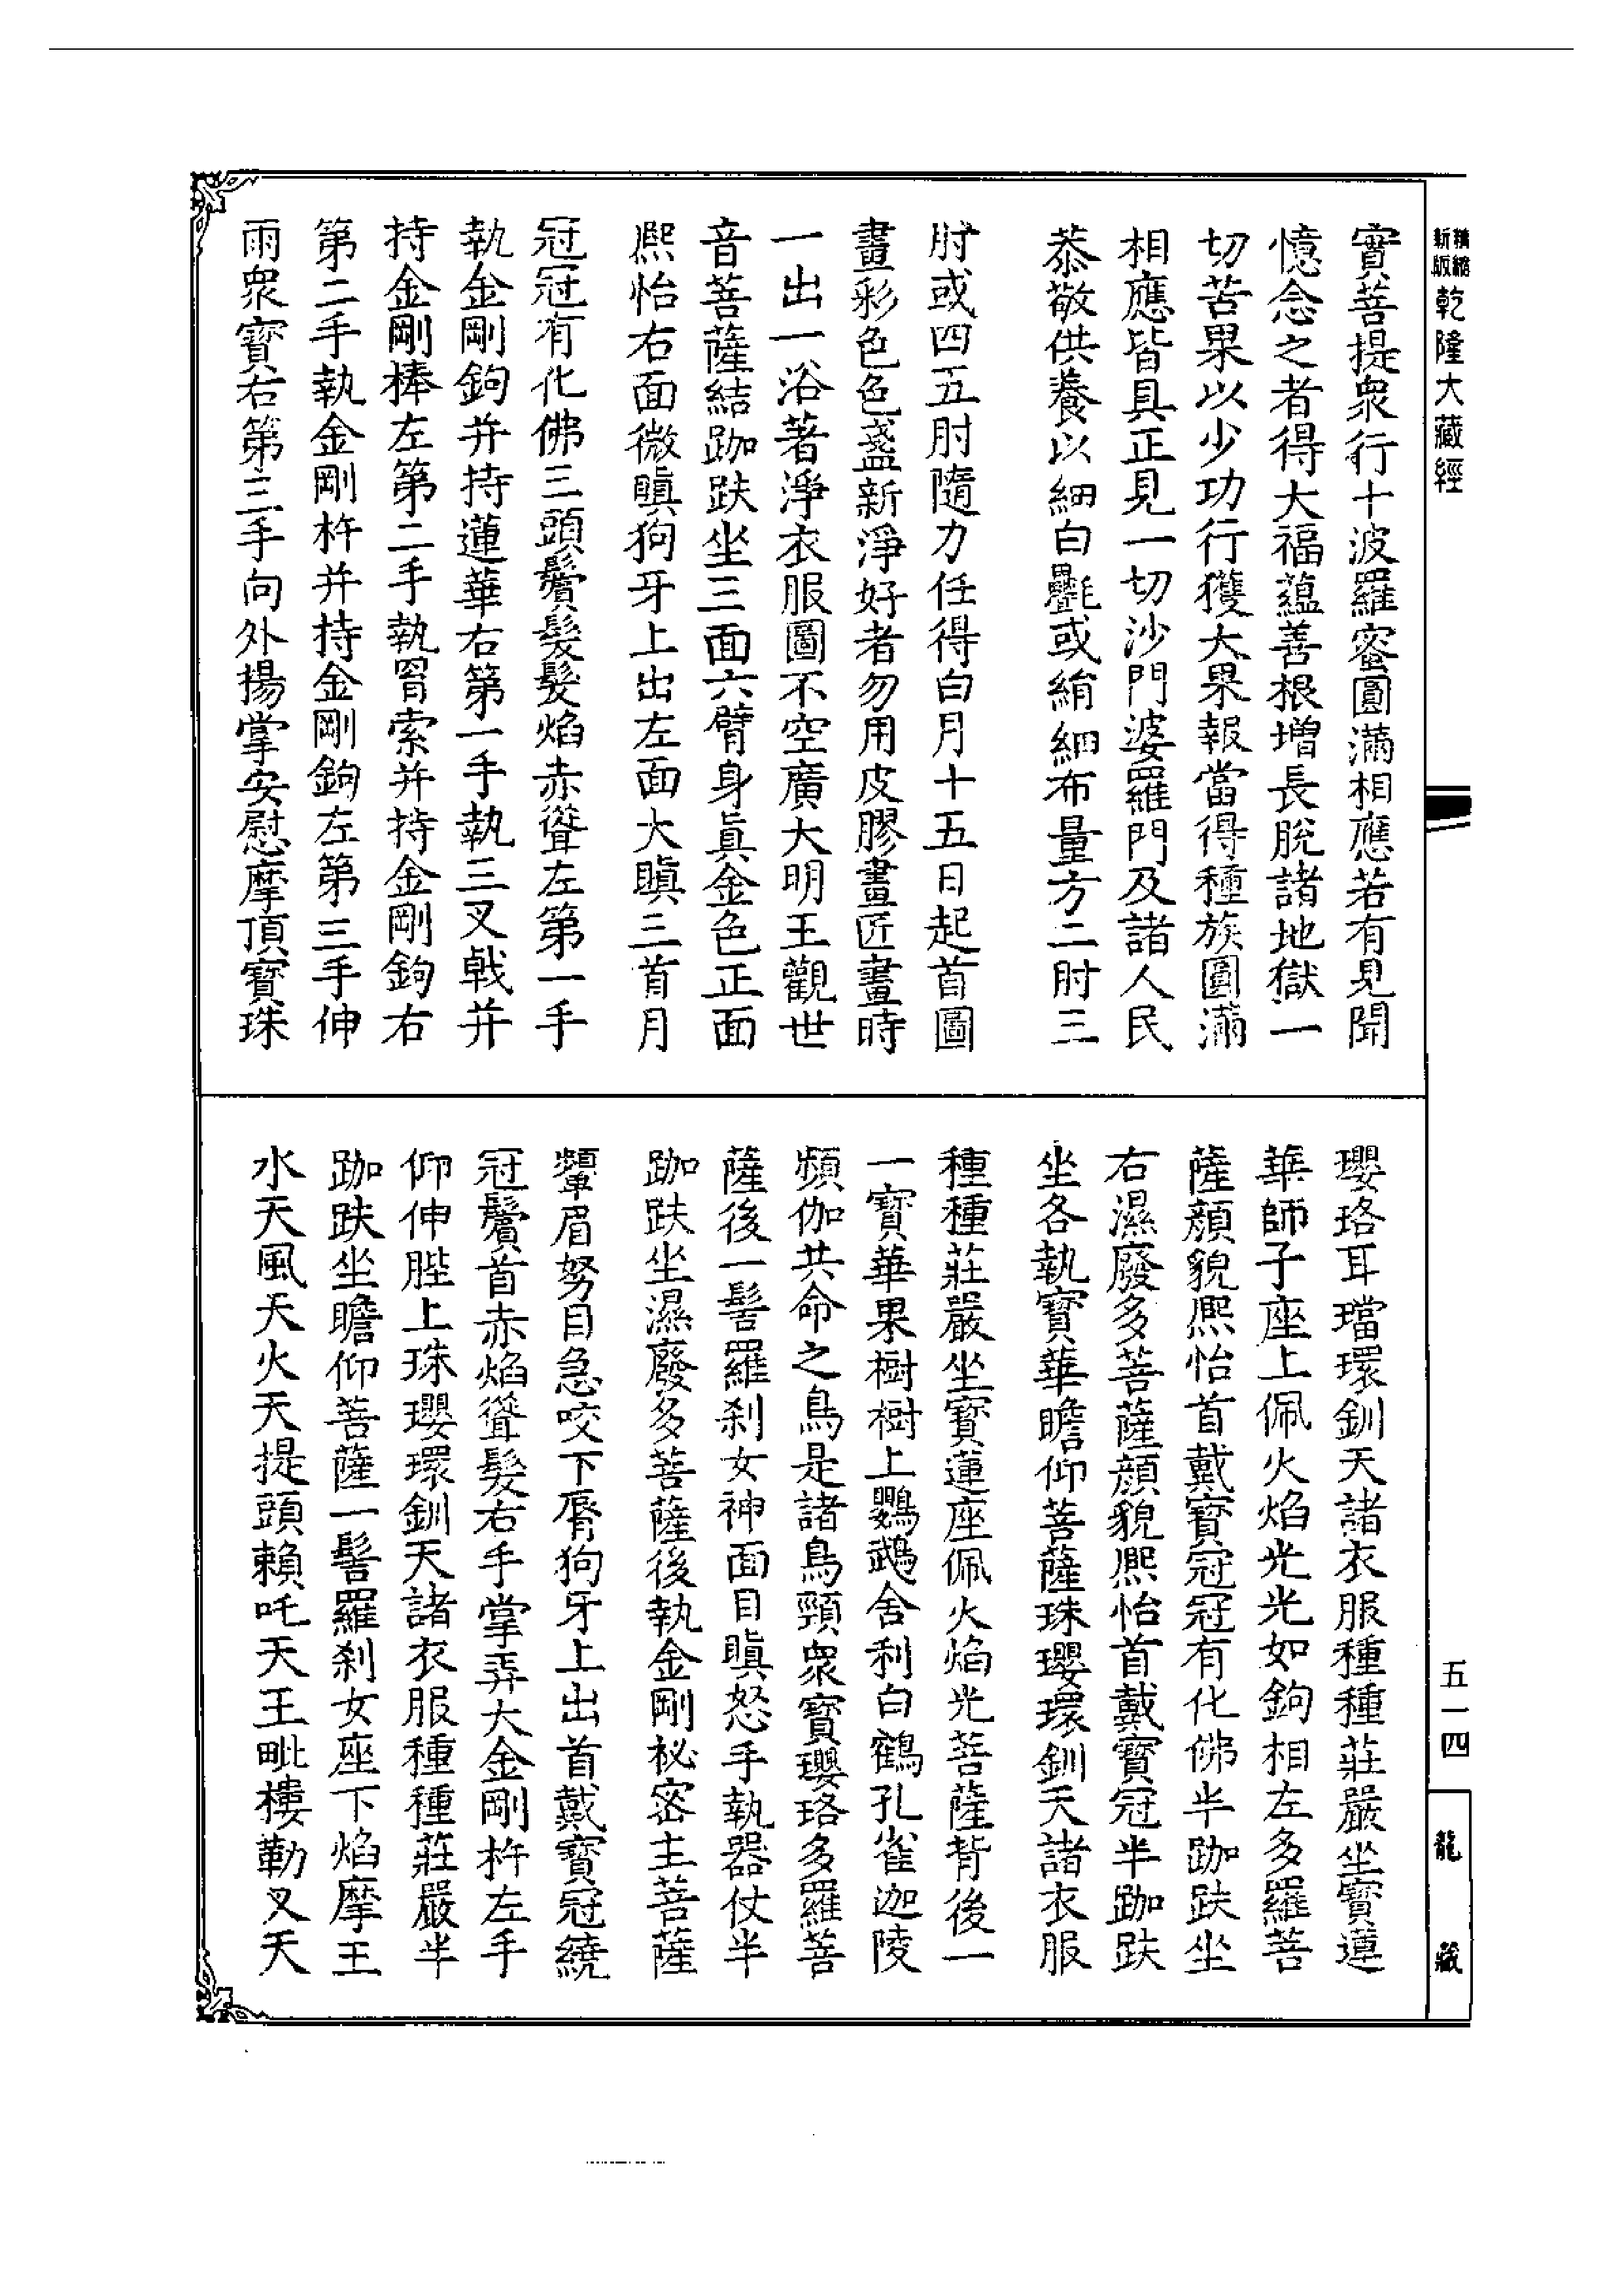 精縮
新版
乾隆大藏經
寶菩提眾行十波羅蜜圓滿相應若有見聞
憶念之者得大福蘊善根增長脫諸地獄一
切苦果以少功行獲大果報當得種族圓滿
相應皆具正見一切沙門婆羅門及諸人民
恭敬供養以細白㲲或絹細布量方二肘三
肘或四五肘隨力任得白月十五日起首圖
畫彩色色盞新淨好者勿用皮膠畫匠畫時
一出一浴著淨衣服圖不空廣大明王觀世
音菩薩結跏趺坐三面六臂身真金色正面
熈怡右面微瞋狗牙上出左面大瞋三首月
冠冠有化佛三頭鬢髮髮焰赤聳左第一手
執金剛鉤并持蓮華右第一手執三叉戟并
持金剛棒左第二手執罥索并持金剛鉤右
第二手執金剛杵并持金剛鉤左第三手伸
雨眾寶右第三手向外揚掌安慰摩頂寶珠
瓔珞耳璫環釧天諸衣服種種莊嚴坐寶蓮
華師子座上佩火焰光光如鉤相左多羅菩
薩顏貌熈怡首戴寶冠冠有化佛半跏趺坐
右濕廢多菩薩顏貌熈怡首戴寶冠半跏趺
坐各執寶華瞻仰菩薩珠瓔環釧天諸衣服
種種莊嚴坐寶蓮座佩火焰光菩薩背後一
一寶華果樹樹上鸚鵡舍利白鶴孔雀迦陵
頻伽共命之鳥是諸鳥頸眾寶瓔珞多羅菩
薩後一髻羅剎女神面目瞋怒手執器仗半
跏趺坐濕廢多菩薩後執金剛祕密主菩薩
顰眉努目急咬下脣狗牙上出首戴寶冠繞
冠鬢首赤焰聳髮右手掌弄大金剛杵左手
仰伸䏶上珠瓔環釧天諸衣服種種莊嚴半
跏趺坐瞻仰菩薩一髻羅剎女座下焰摩王
水天風天火天提頭賴吒天王毗樓勒叉天
五一四
龍藏